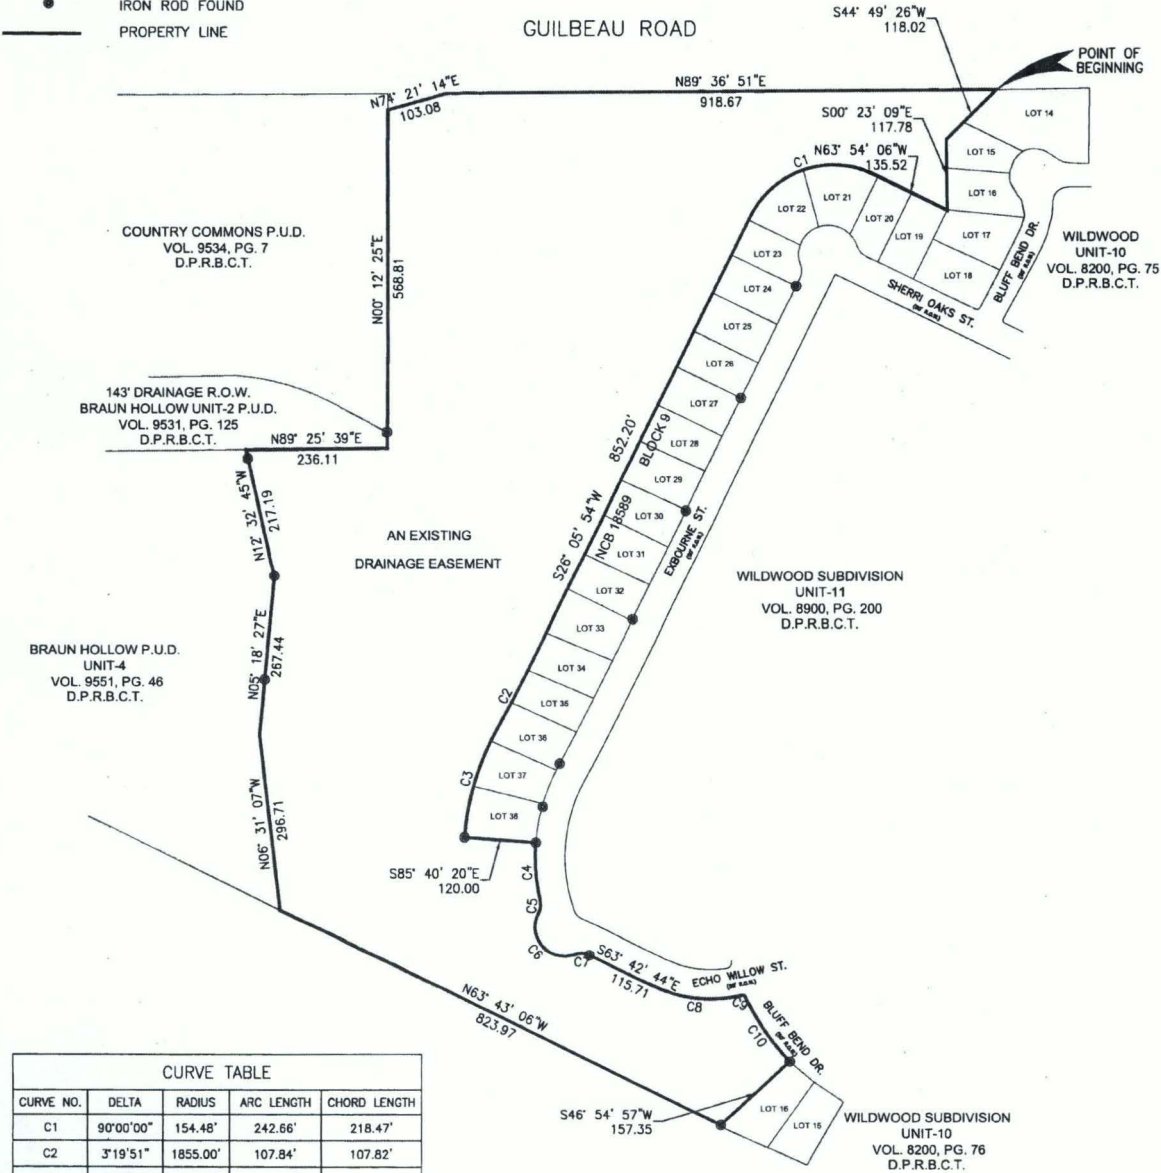 IRON ROD FOUND
PROPERTY LINE
GUILBEAU ROAD
S44° 49' 26"W
118.02
POINT OF
BEGINNING
N74° 21' 14"E
103.08
N89° 36' 51"E
918.67
S00° 23' 09"E
117.78
LOT 14
N63° 54' 06"W
135.52
LOT 15
C1
LOT 16
LOT 21
LOT 22
LOT 20
LOT 19
LOT 17
LOT 18
BLUFF BEND DR.
WILDWOOD
UNIT-10
VOL. 8200, PG. 75
D.P.R.B.C.T.
COUNTRY COMMONS P.U.D.
VOL. 9534, PG. 7
D.P.R.B.C.T.
N00° 12' 25"E
568.81
LOT 23
LOT 24
SHERRI OAKS ST.
LOT 25
LOT 26
LOT 27
143' DRAINAGE R.O.W.
BRAUN HOLLOW UNIT-2 P.U.D.
VOL. 9531, PG. 125
D.P.R.B.C.T.
N89° 25' 39"E
236.11
852.20'
BLOCK 9
LOT 28
LOT 29
N12° 32' 45"W
217.19
S26° 05' 54"W
NCB 18589
LOT 30
EXBOURNE ST.
AN EXISTING
DRAINAGE EASEMENT
LOT 31
LOT 32
WILDWOOD SUBDIVISION
UNIT-11
VOL. 8900, PG. 200
D.P.R.B.C.T.
LOT 33
BRAUN HOLLOW P.U.D.
UNIT-4
VOL. 9551, PG. 46
D.P.R.B.C.T.
N05° 18' 27"E
267.44
LOT 34
C2
LOT 35
LOT 36
C3
LOT 37
LOT 38
N06° 31' 07"W
296.71
S85° 40' 20"E
120.00
C4
C5
C6
C7
S63° 42' 44"E
115.71
ECHO WILLOW ST.
C8
C9
BLUFF BEND DR.
C10
N63° 43' 06"W
823.97
S46° 54' 57"W
157.35
LOT 16
LOT 15
WILDWOOD SUBDIVISION
UNIT-10
VOL. 8200, PG. 76
D.P.R.B.C.T.
CURVE TABLE
CURVE NO. DELTA RADIUS ARC LENGTH CHORD LENGTH
C1 90°00'00" 154.48' 242.66' 218.47'
C2 3°19'51" 1855.00' 107.84' 107.82'